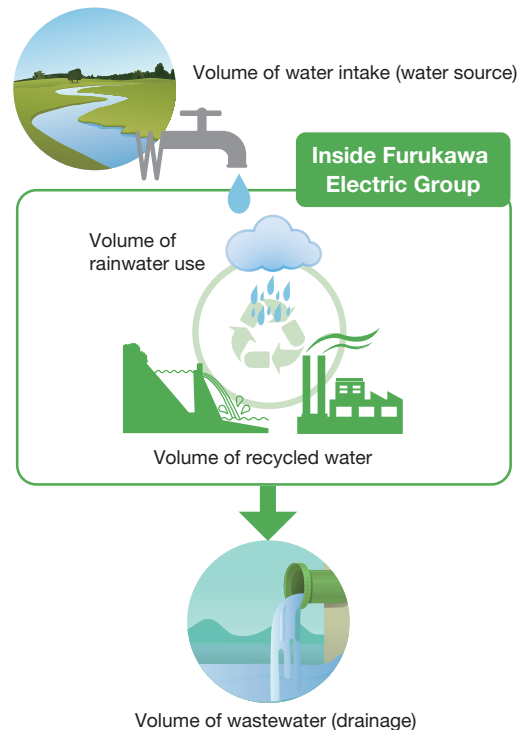 Volume of water intake (water source)
Inside Furukawa
Electric Group
Volume of
rainwater use
Volume of recycled water
Volume of wastewater (drainage)